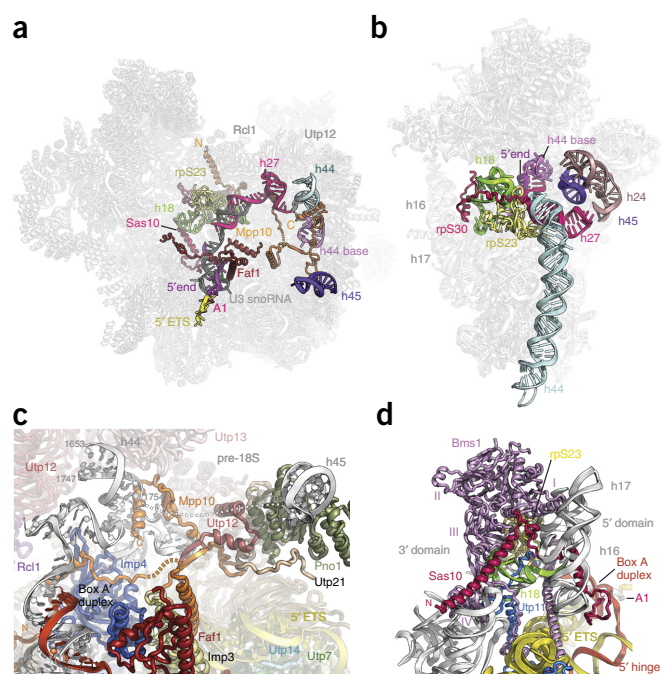 a
b
N
Rcl1
Utp12
h27
h44
rpS23
h18
Sas10
Mpp10
C
h44 base
Faf1
5′end
U3 snoRNA
A1
h45
5′ ETS
h18
5′end
h44 base
h16
h24
rpS30
h45
rpS23
h27
h17
h44
c
d
1653
h44
Utp13
pre-18S
h45
Utp12
1747
Mpp10
Utp12
Rcl1
Imp4
Pno1
Utp21
Box A′
duplex
Faf1
5′ ETS
Imp3
Utp14
Utp7
Bms1
rpS23
I
h17
II
5′ domain
III
3′ domain
h16
Box A
duplex
Sas10
h18
A1
N
Utp11
IV
5′ ETS
5′ hinge